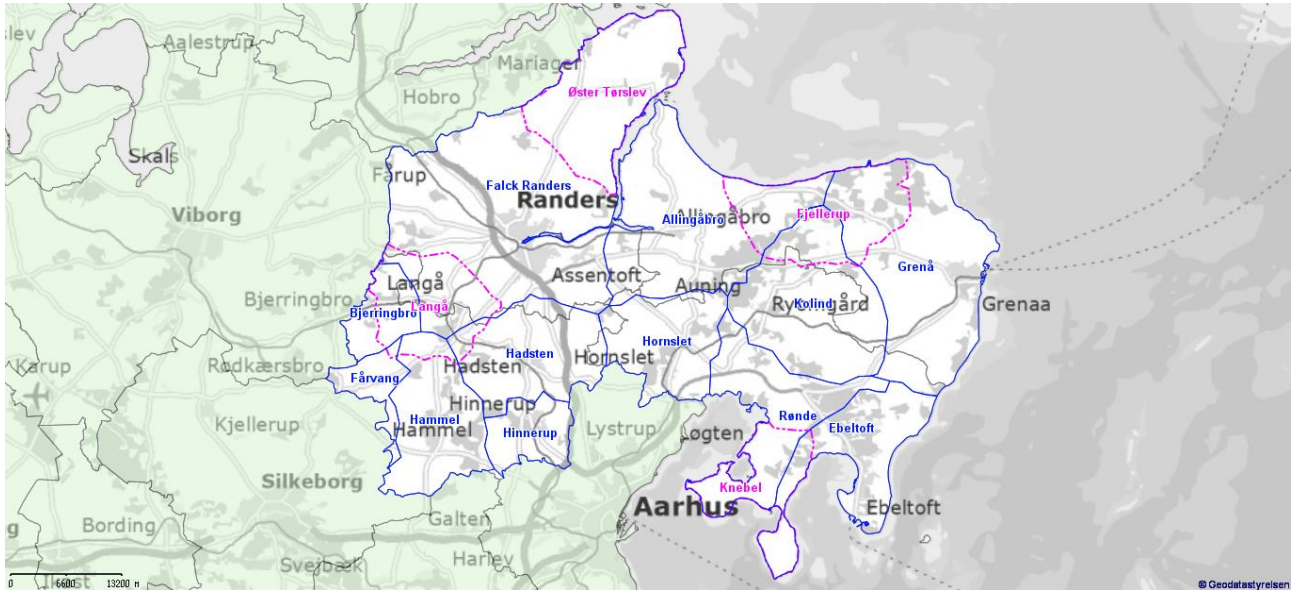 slev
Aalestrup
Mariager
Hobro
Øster Tørslev
Skals
Fårup
Falck Randers
Randers
Viborg
Allingåbro
Allingåbro
Fjellerup
Grenå
Assentoft
Langå
Auning
Bjerringbro
Langå
Bjerringbro
Kolind
Grenaa
Hornslet
Hadsten
Hornslet
Karup
Rødkærsbro
Hadsten
Fårvang
Hinnerup
Kjellerup
Hammel
Hammel
Hinnerup
Lystrup
Løgten
Rønde
Ebeltoft
Silkeborg
Knebel
Aarhus
Ebeltoft
Galten
Bording
Harlev
Svejbæk
Ikast
0 6600 13200 M
© Geodatastyrelsen